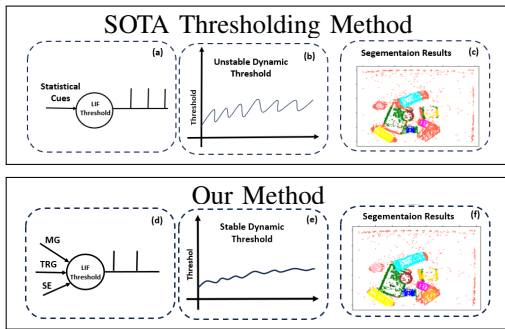 SOTA Thresholding Method
(a)
Statistical
Cues
LIF
Threshold
(b)
Unstable Dynamic
Threshold
Threshold
Segementaion Results
(c)
Our Method
(d)
MG
TRG
SE
LIF
Threshold
(e)
Stable Dynamic
Threshold
Threshol
Segementaion Results
(f)